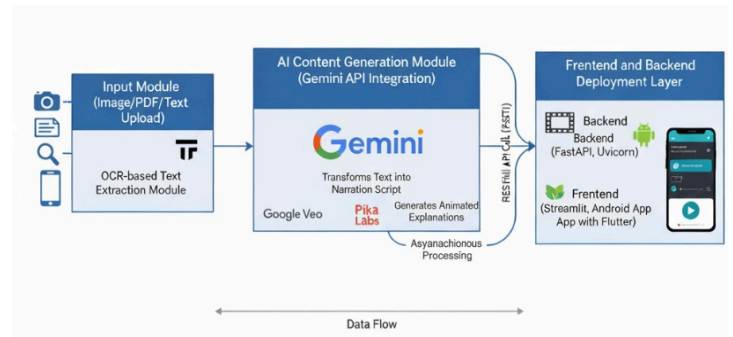 Input Module
(Image/PDF/Text
Upload)
OCR-based Text
Extraction Module
AI Content Generation Module
(Gemini API Integration)
Gemini
Transforms Text into
Narration Script
Google Veo
Pika
Labs
Generates Animated
Explanations
Asyanachionous
Processing
API
Frentend and Backend
Deployment Layer
Backend
Backend
(FastAPI, Uvicorn)
Frontend
(Streamlit, Android App
App with Flutter)
Data Flow